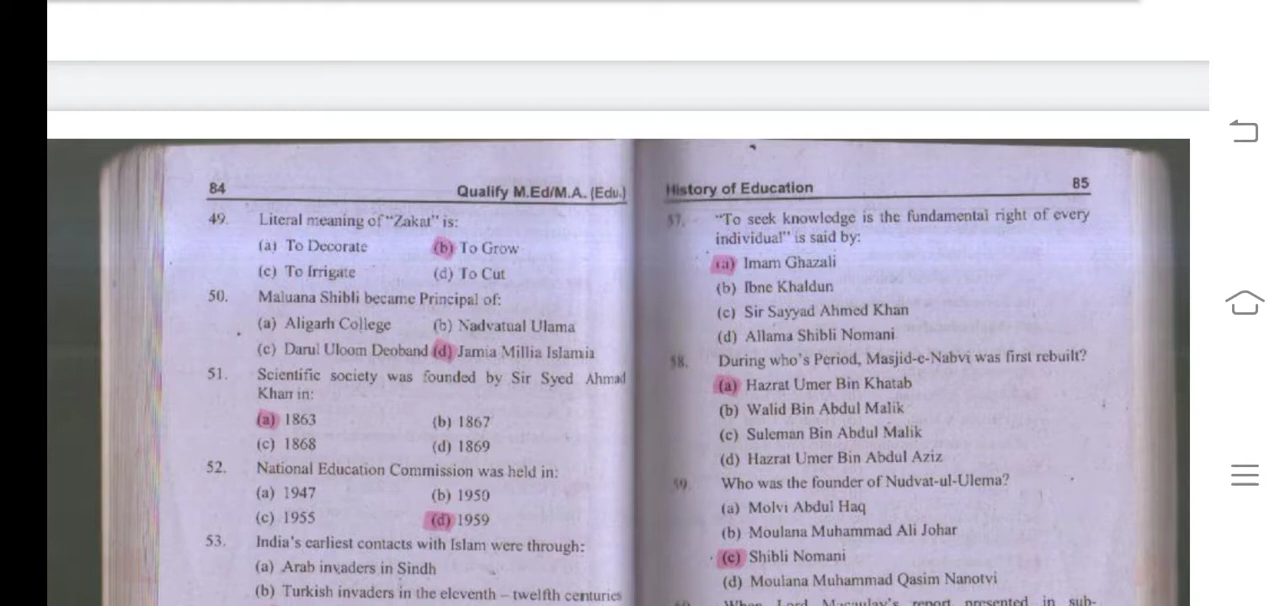 84 Qualify M.Ed/M.A. (Edu.)
49. Literal meaning of "Zakat" is:
(a) To Decorate (b) To Grow
(c) To Irrigate (d) To Cut
50. Maluana Shibli became Principal of:
(a) Aligarh College (b) Nadvatual Ulama
(c) Darul Uloom Deoband (d) Jamia Millia Islamia
51. Scientific society was founded by Sir Syed Ahmad
Khan in:
(a) 1863 (b) 1867
(c) 1868 (d) 1869
52. National Education Commission was held in:
(a) 1947 (b) 1950
(c) 1955 (d) 1959
53. India's earliest contacts with Islam were through:
(a) Arab invaders in Sindh
(b) Turkish invaders in the eleventh – twelfth centuries
History of Education 85
57. "To seek knowledge is the fundamental right of every
individual" is said by:
(a) Imam Ghazali
(b) Ibne Khaldun
(c) Sir Sayyad Ahmed Khan
(d) Allama Shibli Nomani
58. During who's Period, Masjid-e-Nabvi was first rebuilt?
(a) Hazrat Umer Bin Khatab
(b) Walid Bin Abdul Malik
(c) Suleman Bin Abdul Malik
(d) Hazrat Umer Bin Abdul Aziz
59. Who was the founder of Nudvat-ul-Ulema?
(a) Molvi Abdul Haq
(b) Moulana Muhammad Ali Johar
(c) Shibli Nomani
(d) Moulana Muhammad Qasim Nanotvi
60. When Lord Macaulay's report presented in sub-